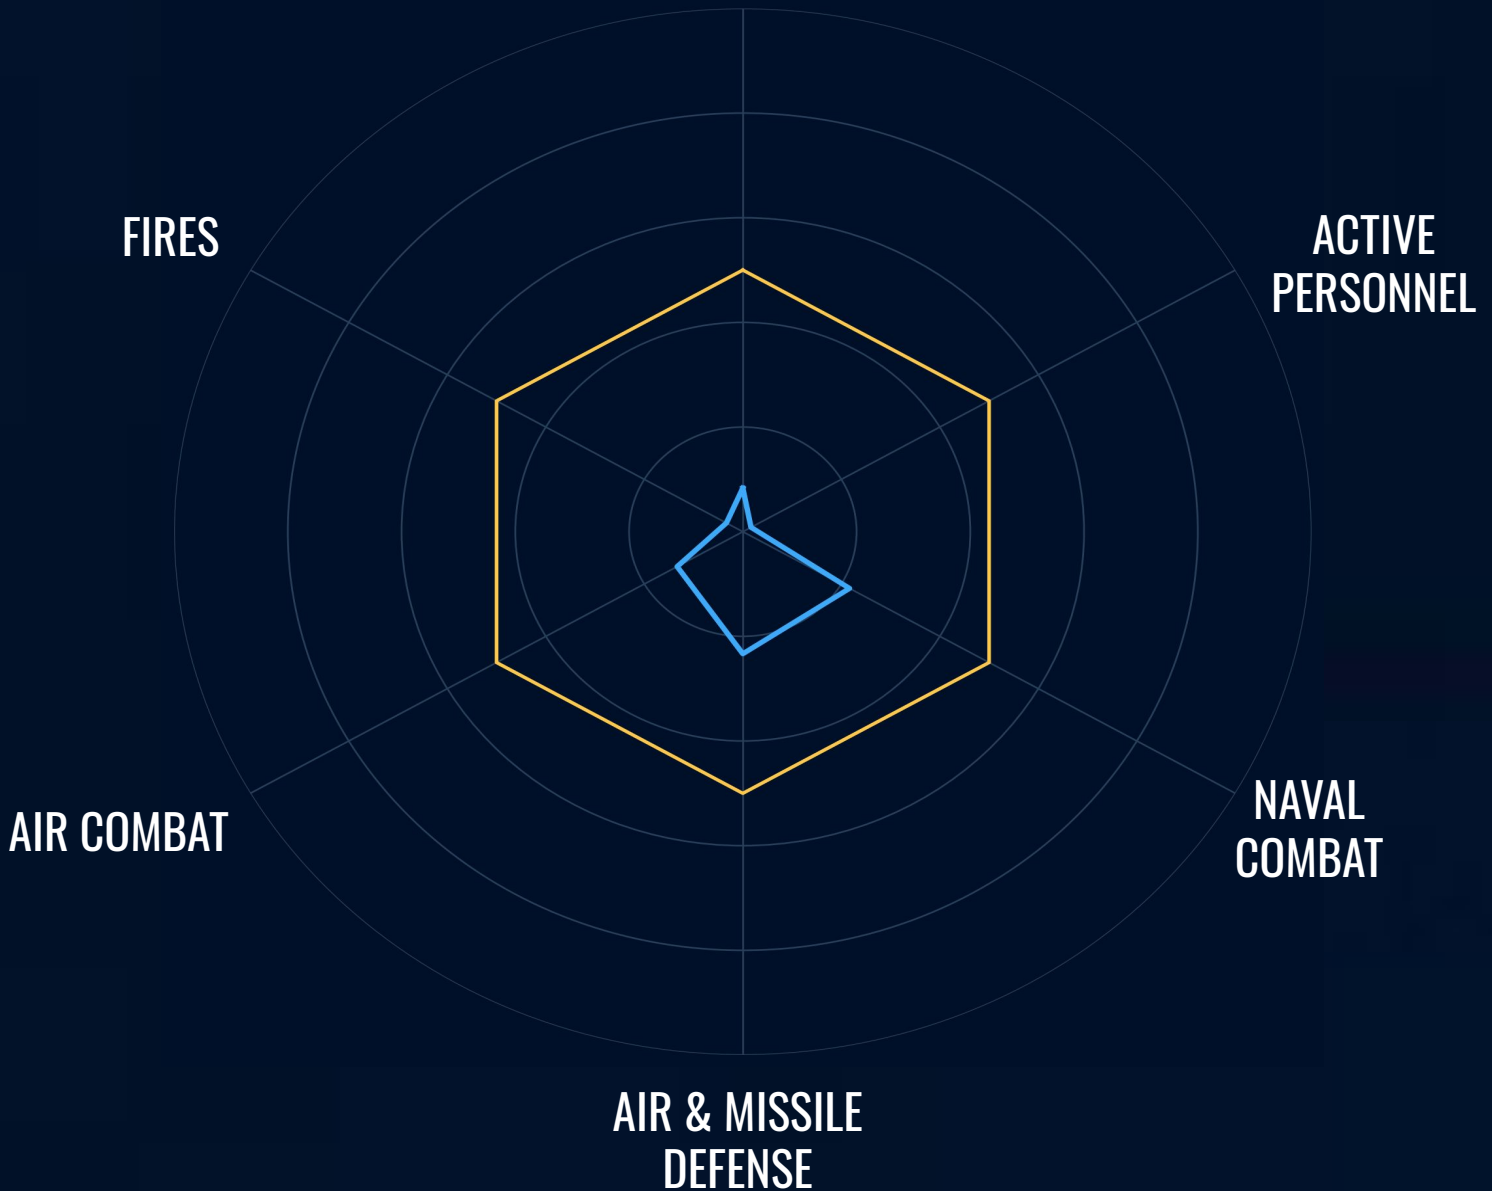 FIRES
ACTIVE
PERSONNEL
AIR COMBAT
NAVAL
COMBAT
AIR & MISSILE
DEFENSE